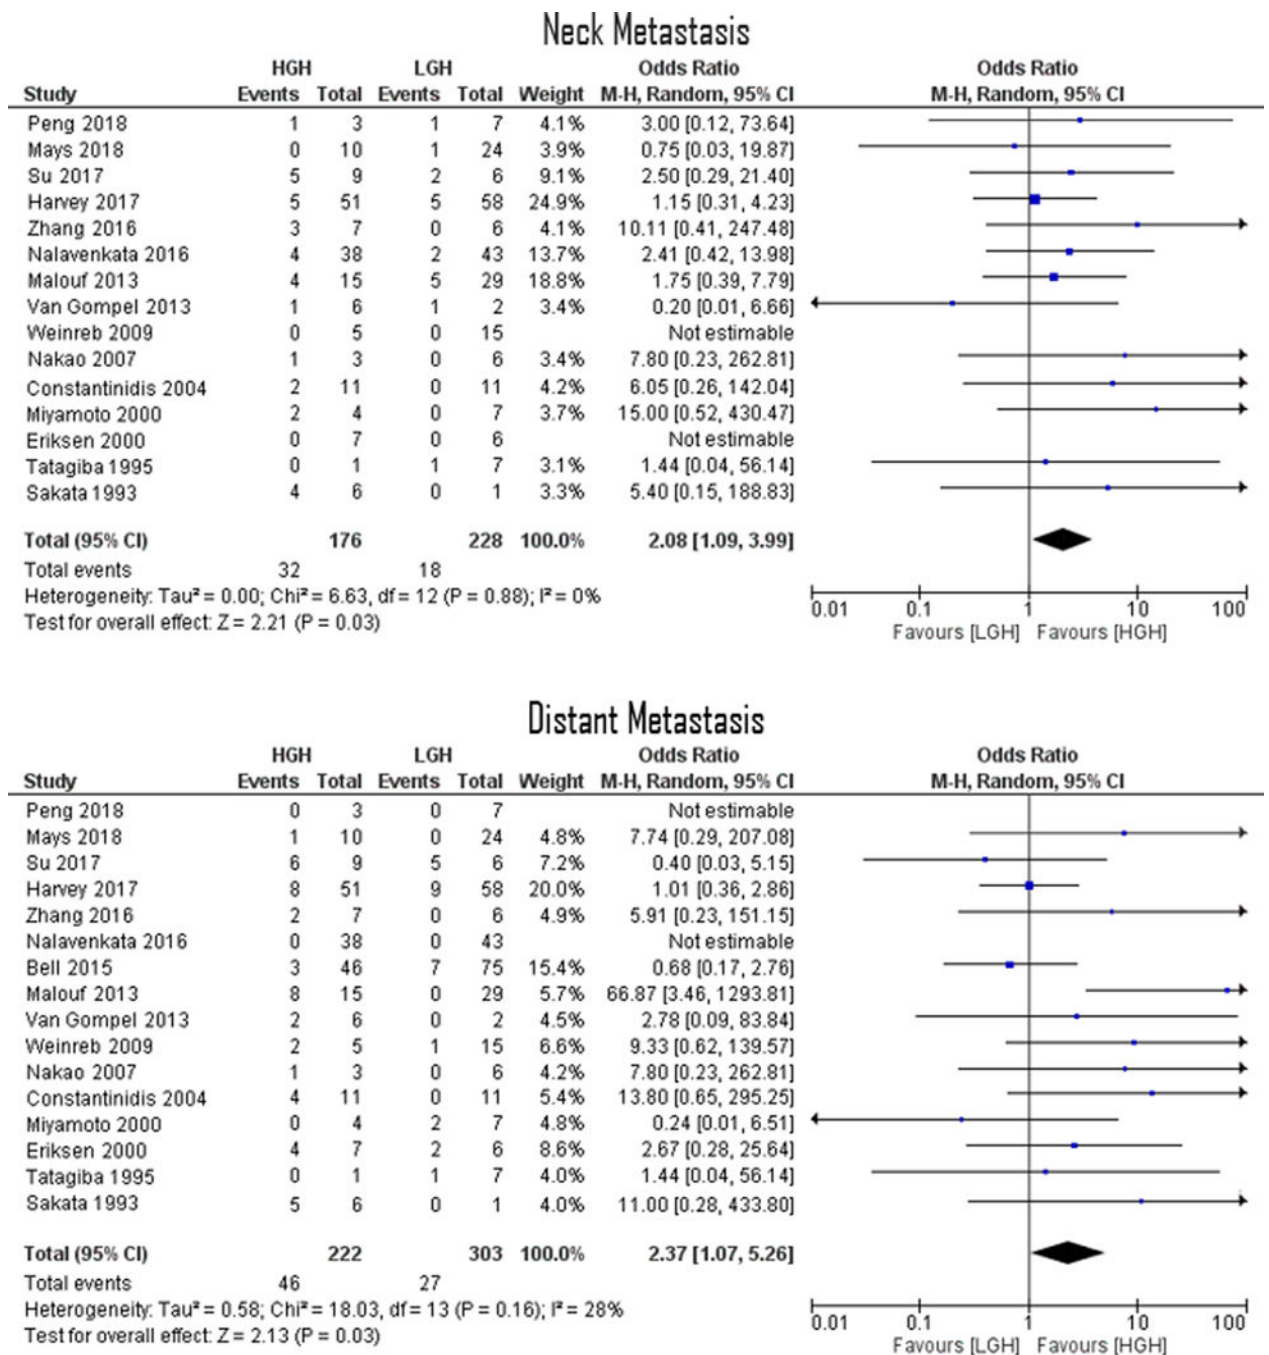 Neck Metastasis
HGH LGH Odds Ratio Odds Ratio
Study Events Total Events Total Weight M-H, Random, 95% CI M-H, Random, 95% CI
Peng 2018 1 3 1 7 4.1% 3.00 [0.12, 73.64]
Mays 2018 0 10 1 24 3.9% 0.75 [0.03, 19.87]
Su 2017 5 9 2 6 9.1% 2.50 [0.29, 21.40]
Harvey 2017 5 51 5 58 24.9% 1.15 [0.31, 4.23]
Zhang 2016 3 7 0 6 4.1% 10.11 [0.41, 247.48]
Nalavenkata 2016 4 38 2 43 13.7% 2.41 [0.42, 13.98]
Malouf 2013 4 15 5 29 18.8% 1.75 [0.39, 7.79]
Van Gompel 2013 1 6 1 2 3.4% 0.20 [0.01, 6.66]
Weinreb 2009 0 5 0 15 Not estimable
Nakao 2007 1 3 0 6 3.4% 7.80 [0.23, 262.81]
Constantinidis 2004 2 11 0 11 4.2% 6.05 [0.26, 142.04]
Miyamoto 2000 2 4 0 7 3.7% 15.00 [0.52, 430.47]
Eriksen 2000 0 7 0 6 Not estimable
Tatagiba 1995 0 1 1 7 3.1% 1.44 [0.04, 56.14]
Sakata 1993 4 6 0 1 3.3% 5.40 [0.15, 188.83]
Total (95% CI) 176 228 100.0% 2.08 [1.09, 3.99]
Total events 32 18
Heterogeneity: Tau² = 0.00; Chi² = 6.63, df = 12 (P = 0.88); I² = 0%
Test for overall effect: Z = 2.21 (P = 0.03)
0.01 0.1 1 10 100
Favours [LGH] Favours [HGH]
Distant Metastasis
HGH LGH Odds Ratio Odds Ratio
Study Events Total Events Total Weight M-H, Random, 95% CI M-H, Random, 95% CI
Peng 2018 0 3 0 7 Not estimable
Mays 2018 1 10 0 24 4.8% 7.74 [0.29, 207.08]
Su 2017 6 9 5 6 7.2% 0.40 [0.03, 5.15]
Harvey 2017 8 51 9 58 20.0% 1.01 [0.36, 2.86]
Zhang 2016 2 7 0 6 4.9% 5.91 [0.23, 151.15]
Nalavenkata 2016 0 38 0 43 Not estimable
Bell 2015 3 46 7 75 15.4% 0.68 [0.17, 2.76]
Malouf 2013 8 15 0 29 5.7% 66.87 [3.46, 1293.81]
Van Gompel 2013 2 6 0 2 4.5% 2.78 [0.09, 83.84]
Weinreb 2009 2 5 1 15 6.6% 9.33 [0.62, 139.57]
Nakao 2007 1 3 0 6 4.2% 7.80 [0.23, 262.81]
Constantinidis 2004 4 11 0 11 5.4% 13.80 [0.65, 295.25]
Miyamoto 2000 0 4 2 7 4.8% 0.24 [0.01, 6.51]
Eriksen 2000 4 7 2 6 8.6% 2.67 [0.28, 25.64]
Tatagiba 1995 0 1 1 7 4.0% 1.44 [0.04, 56.14]
Sakata 1993 5 6 0 1 4.0% 11.00 [0.28, 433.80]
Total (95% CI) 222 303 100.0% 2.37 [1.07, 5.26]
Total events 46 27
Heterogeneity: Tau² = 0.58; Chi² = 18.03, df = 13 (P = 0.16); I² = 28%
Test for overall effect: Z = 2.13 (P = 0.03)
0.01 0.1 1 10 100
Favours [LGH] Favours [HGH]